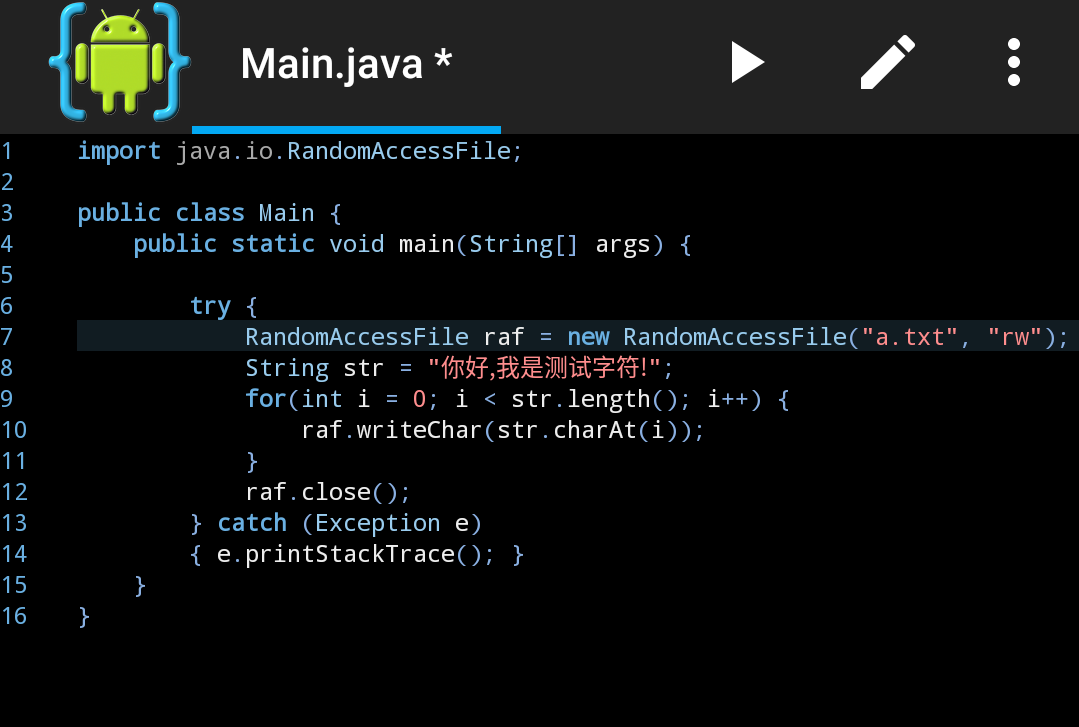 Main.java *
1 import java.io.RandomAccessFile;
2
3 public class Main {
4 public static void main(String[] args) {
5
6 try {
7 RandomAccessFile raf = new RandomAccessFile("a.txt", "rw");
8 String str = "你好,我是测试字符!";
9 for(int i = 0; i < str.length(); i++) {
10 raf.writeChar(str.charAt(i));
11 }
12 raf.close();
13 } catch (Exception e)
14 { e.printStackTrace(); }
15 }
16 }